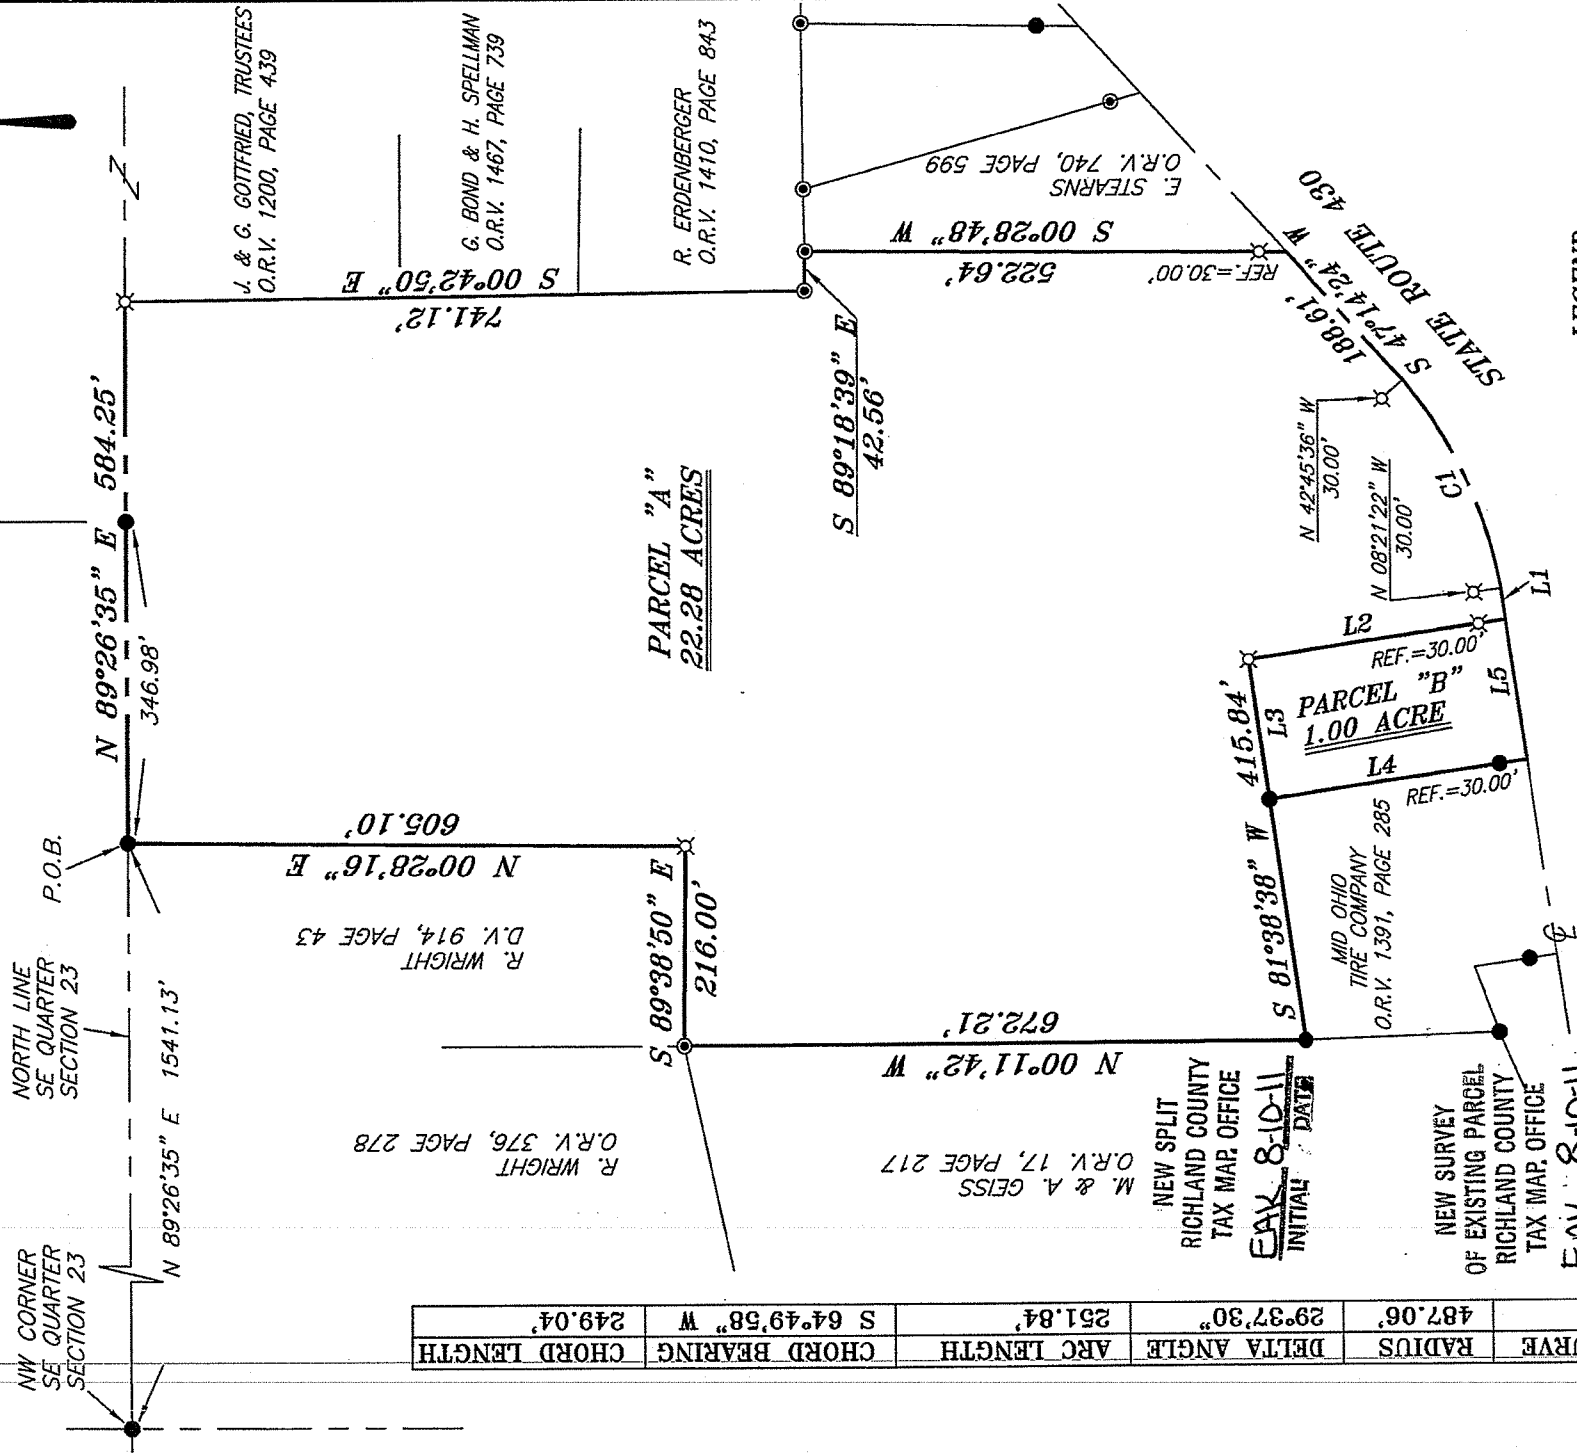 NW CORNER
SE QUARTER
SECTION 23
N 89°26'35" E 1541.13'
NORTH LINE
SE QUARTER
SECTION 23
P.O.B.
N 89°26'35" E 584.25'
346.98'
Z
J. & G. GOTTFRIED, TRUSTEES
O.R.V. 1200, PAGE 439
G. BOND & H. SPELLMAN
O.R.V. 1467, PAGE 739
R. ERDENBERGER
O.R.V. 1410, PAGE 843
S 00°42'50" E
741.12'
S 89°18'39" E
42.56'
E. STEARNS
O.R.V. 740, PAGE 599
S 00°28'48" W
522.64'
REF.=30.00'
S 47°14'24" W
188.61'
STATE ROUTE 430
N 42°45'36" W
30.00'
N 08°21'22" W
30.00'
C1
L1
PARCEL "A"
22.28 ACRES
N 00°28'16" E
605.10'
R. WRIGHT
D.V. 914, PAGE 43
S 89°38'50" E
216.00'
R. WRIGHT
O.R.V. 376, PAGE 278
N 00°11'42" W
672.21'
M. & A. GEISS
O.R.V. 17, PAGE 217
S 81°38'38" W 415.84'
L2
REF.=30.00'
L3
PARCEL "B"
1.00 ACRE
L5
L4
REF.=30.00'
MID OHIO
TIRE COMPANY
O.R.V. 1391, PAGE 285
NEW SPLIT
RICHLAND COUNTY
TAX MAP OFFICE
EAK 8-10-11
INITIAL DATE
NEW SURVEY
OF EXISTING PARCEL
RICHLAND COUNTY
TAX MAP OFFICE
EAK 8-10-11
LEGEND
RADIUS DELTA ANGLE ARC LENGTH CHORD BEARING CHORD LENGTH
487.06' 29°37'30" 251.84' S 64°49'58" W 249.04'